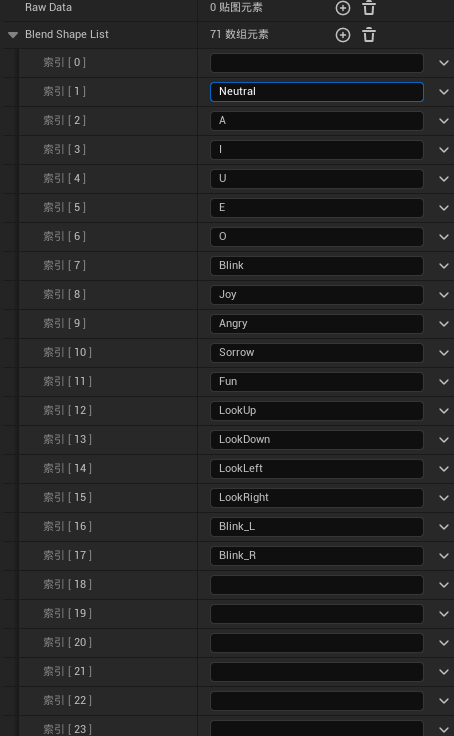 Raw Data 0 贴图元素
Blend Shape List 71 数组元素
索引 [ 0 ]
索引 [ 1 ] Neutral
索引 [ 2 ] A
索引 [ 3 ] I
索引 [ 4 ] U
索引 [ 5 ] E
索引 [ 6 ] O
索引 [ 7 ] Blink
索引 [ 8 ] Joy
索引 [ 9 ] Angry
索引 [ 10 ] Sorrow
索引 [ 11 ] Fun
索引 [ 12 ] LookUp
索引 [ 13 ] LookDown
索引 [ 14 ] LookLeft
索引 [ 15 ] LookRight
索引 [ 16 ] Blink_L
索引 [ 17 ] Blink_R
索引 [ 18 ]
索引 [ 19 ]
索引 [ 20 ]
索引 [ 21 ]
索引 [ 22 ]
索引 [ 23 ]